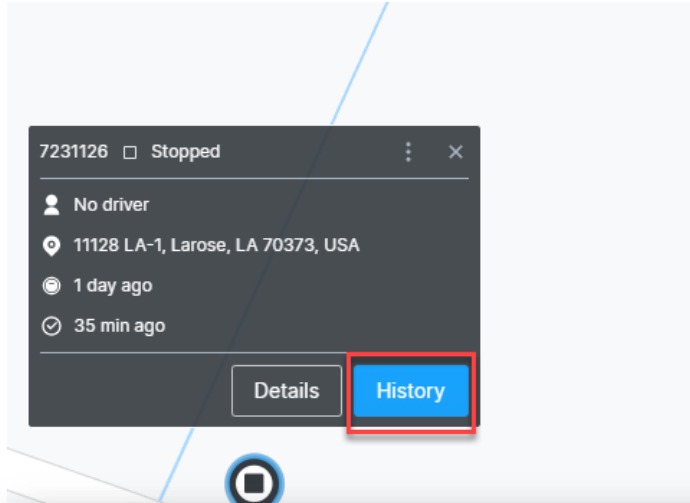 7231126 Stopped
No driver
11128 LA-1, Larose, LA 70373, USA
1 day ago
35 min ago
Details History